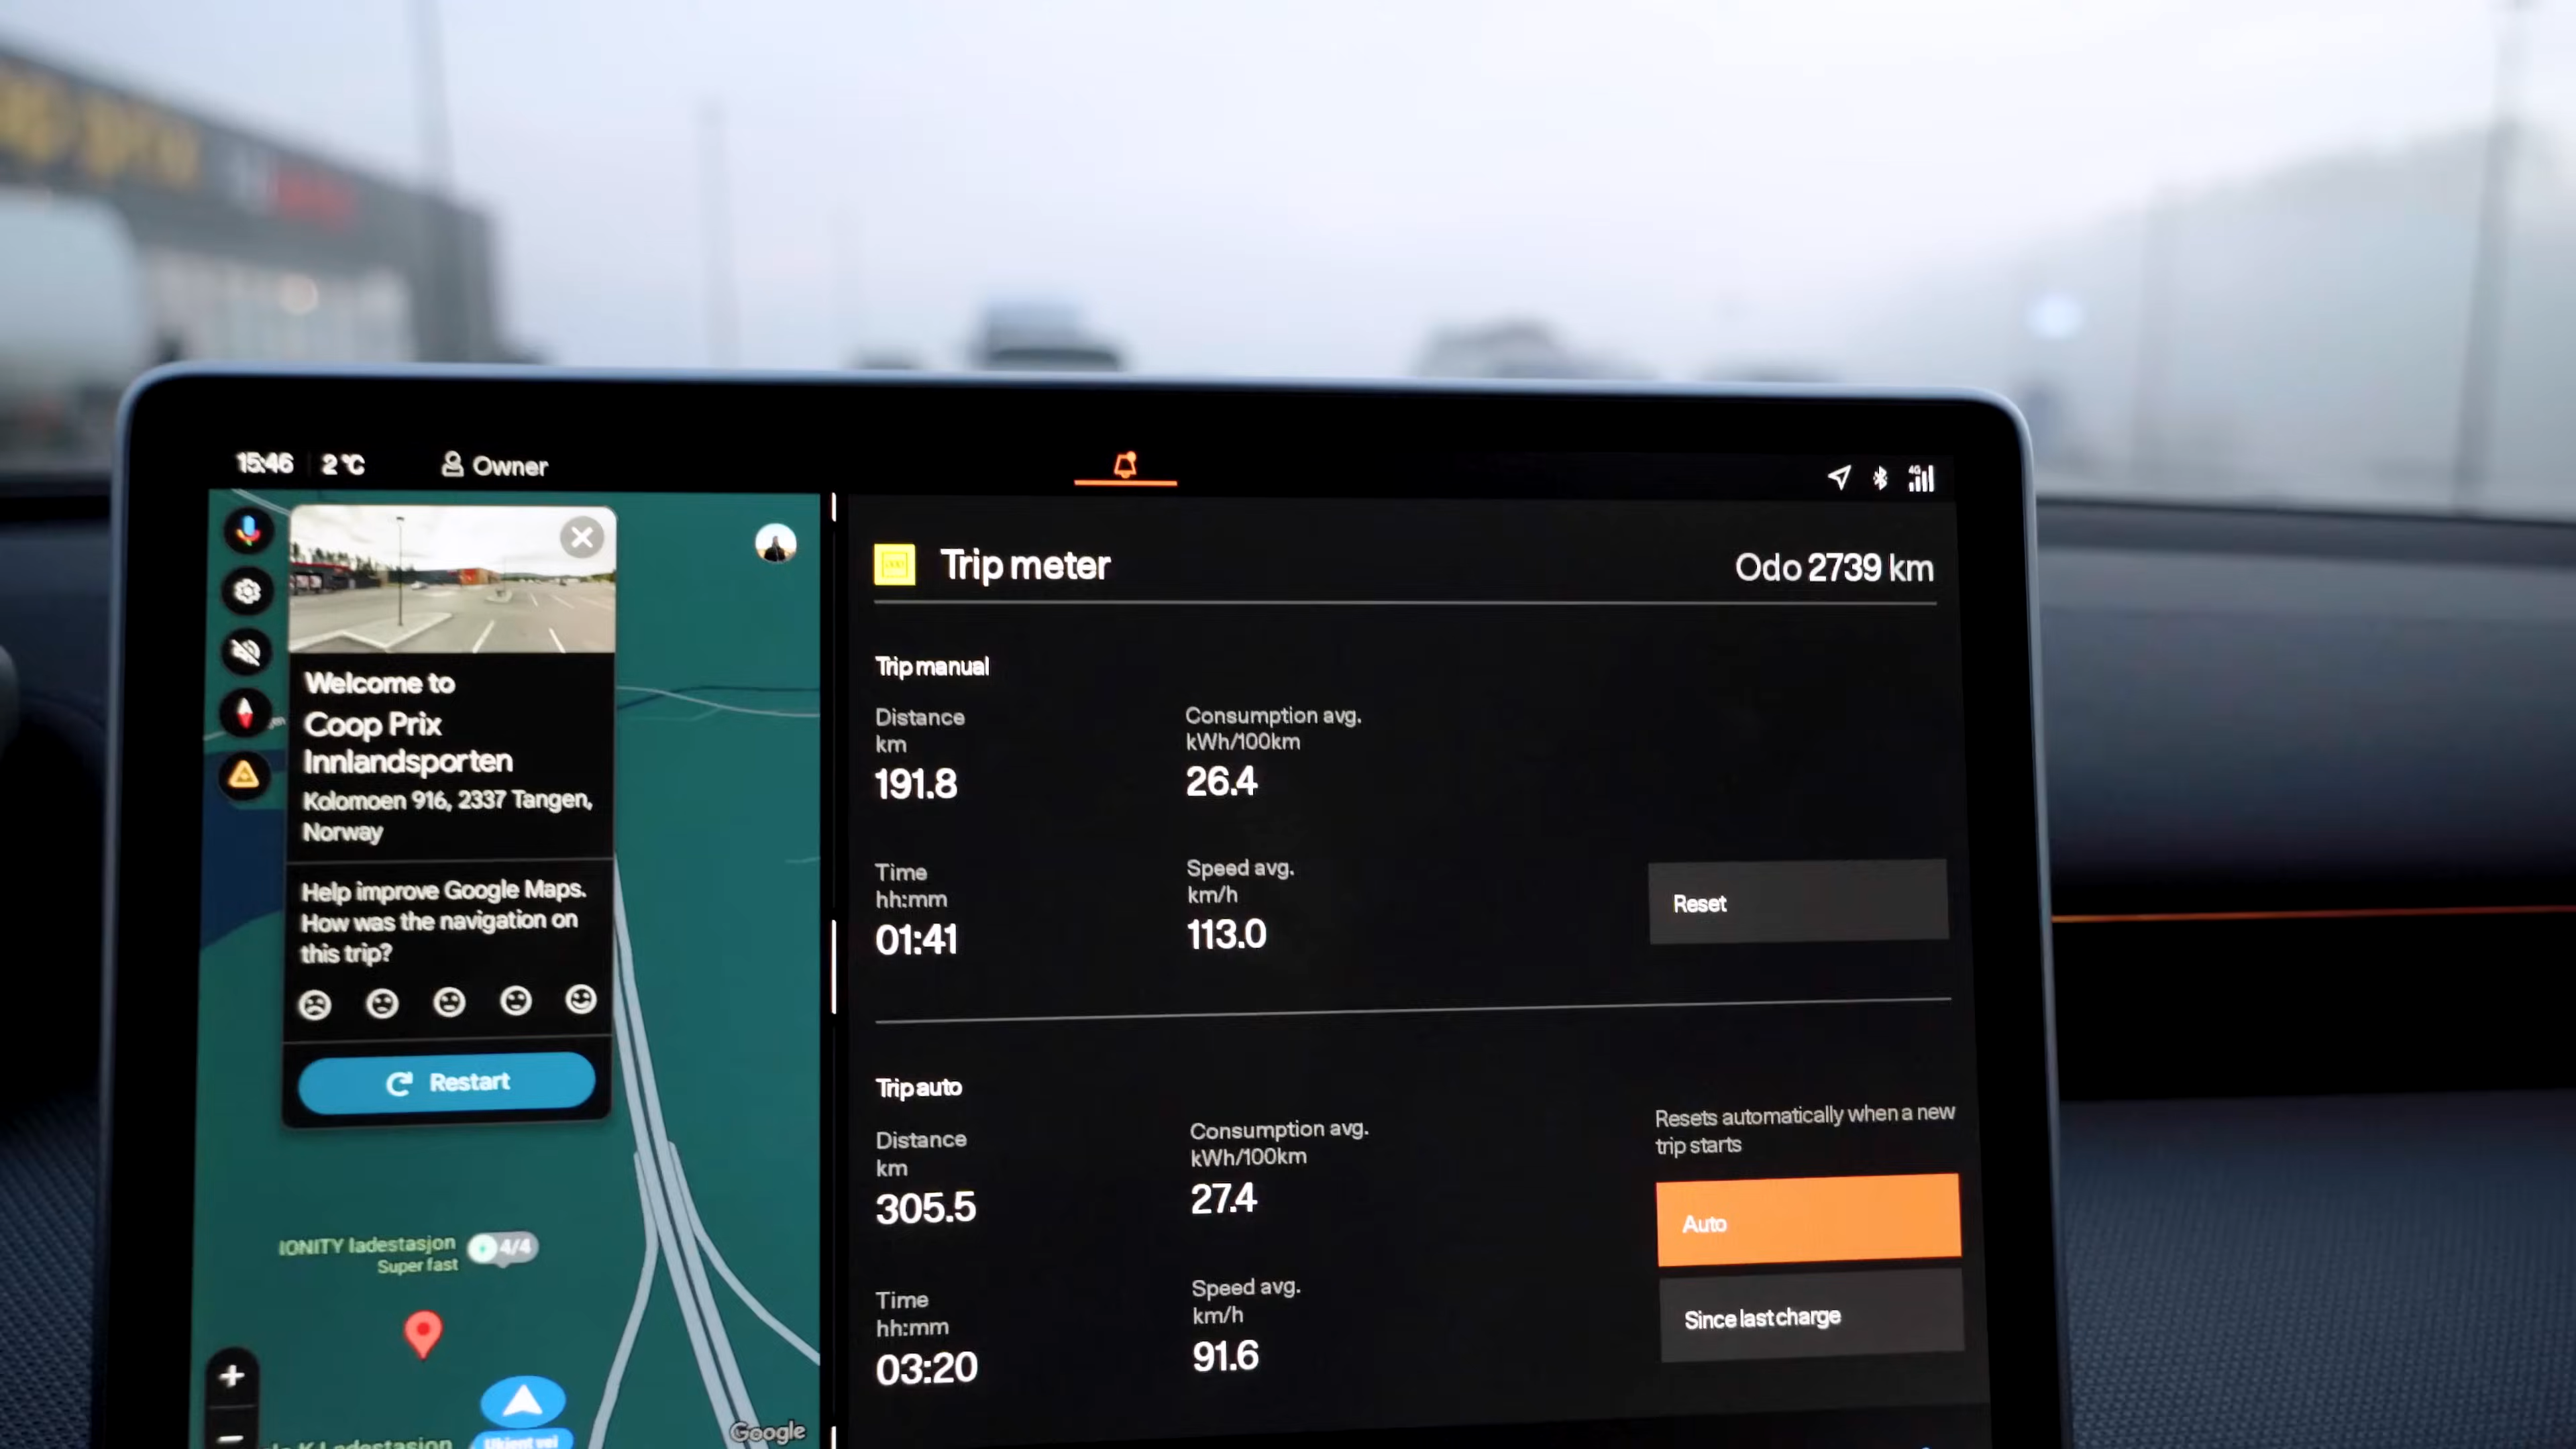 15:46
2 °C
Owner
4G
Welcome to
Coop Prix
Innlandsporten
Kolomoen 916, 2337 Tangen,
Norway
Help improve Google Maps.
How was the navigation on
this trip?
Restart
IONITY ladestasjon
Super fast
4/4
Ladestasjon
Ukjent vei
Google
Trip meter
Odo 2739 km
Trip manual
Distance
km
191.8
Consumption avg.
kWh/100km
26.4
Time
hh:mm
01:41
Speed avg.
km/h
113.0
Reset
Trip auto
Distance
km
305.5
Consumption avg.
kWh/100km
27.4
Time
hh:mm
03:20
Speed avg.
km/h
91.6
Resets automatically when a new
trip starts
Auto
Since last charge